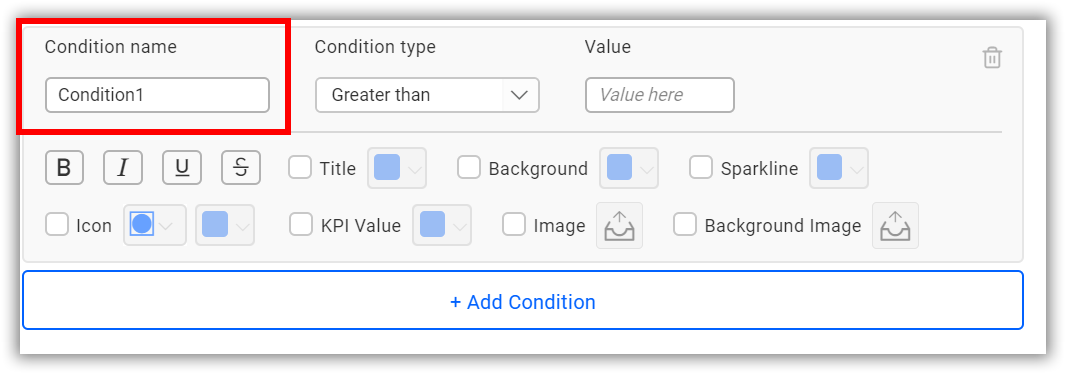 Condition name Condition type Value
Condition1 Greater than Value here
B I U S Title Background Sparkline
Icon KPI Value Image Background Image
+ Add Condition